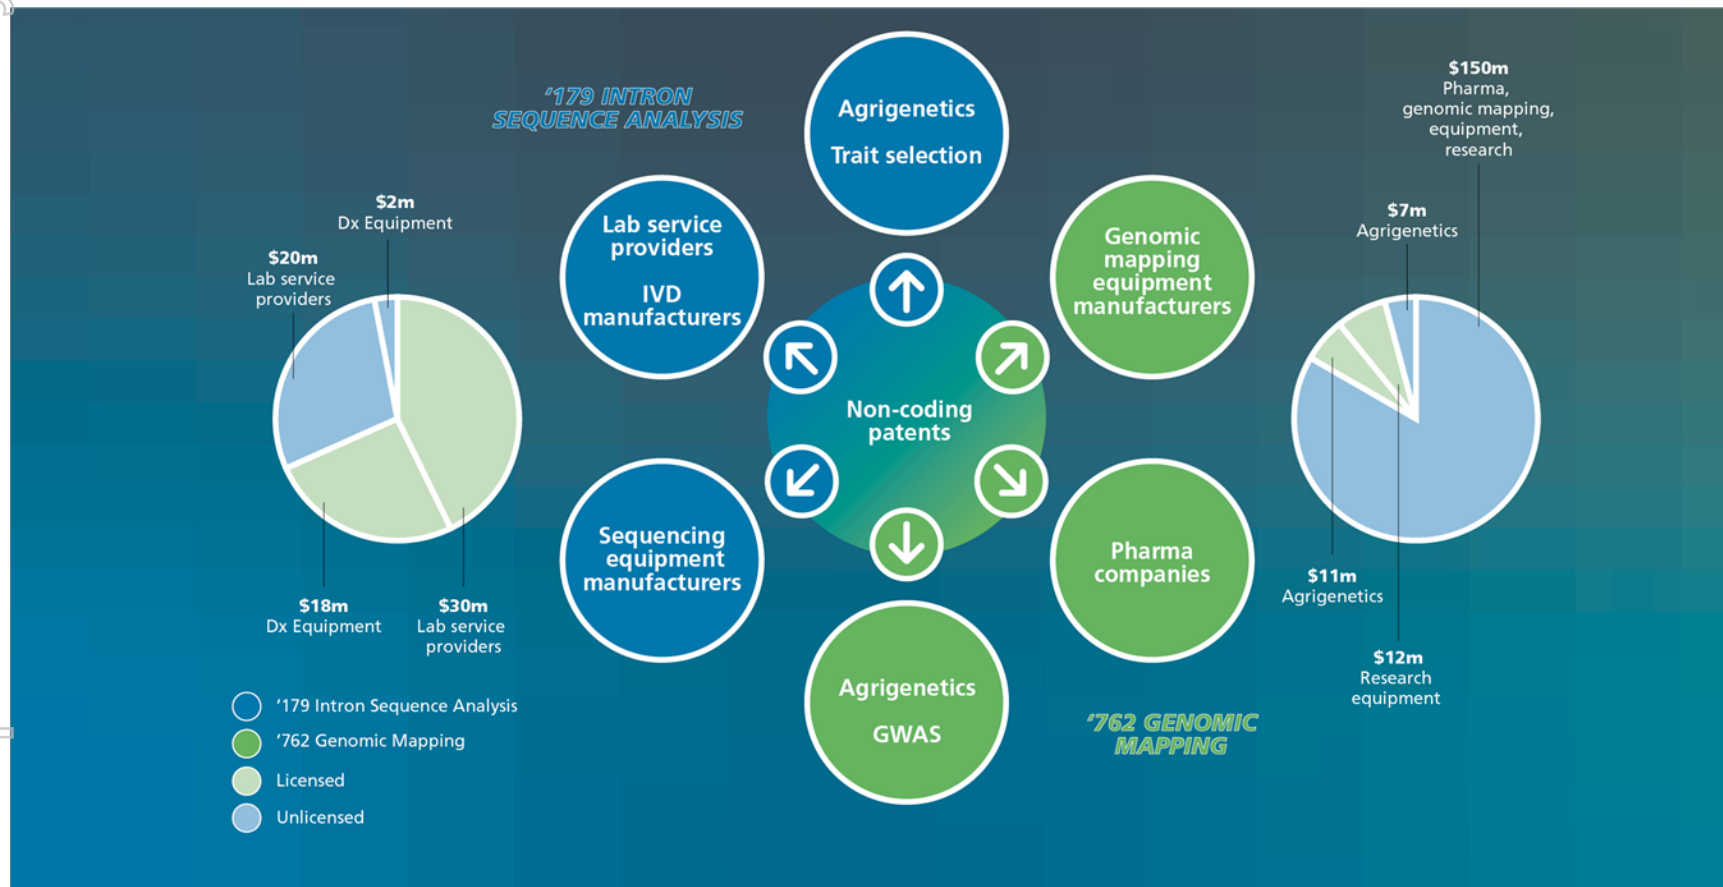 ‘179 INTRON
SEQUENCE ANALYSIS
Agrigenetics
Trait selection
Lab service
providers
IVD
manufacturers
Genomic
mapping
equipment
manufacturers
Non-coding
patents
Sequencing
equipment
manufacturers
Pharma
companies
Agrigenetics
GWAS
‘762 GENOMIC
MAPPING
$2m
Dx Equipment
$20m
Lab service
providers
$18m
Dx Equipment
$30m
Lab service
providers
$150m
Pharma,
genomic mapping,
equipment,
research
$7m
Agrigenetics
$11m
Agrigenetics
$12m
Research
equipment
‘179 Intron Sequence Analysis
‘762 Genomic Mapping
Licensed
Unlicensed